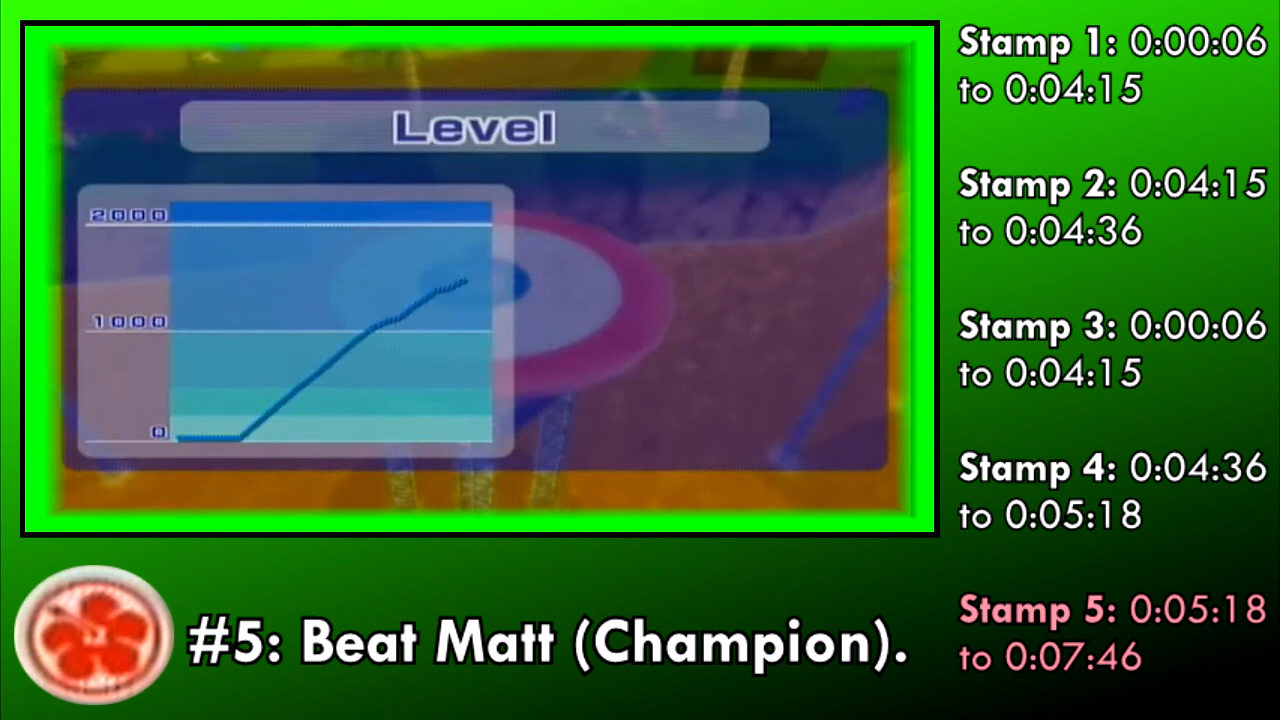 Level
2000
1000
0
#5: Beat Matt (Champion).
Stamp 1: 0:00:06
to 0:04:15
Stamp 2: 0:04:15
to 0:04:36
Stamp 3: 0:00:06
to 0:04:15
Stamp 4: 0:04:36
to 0:05:18
Stamp 5: 0:05:18
to 0:07:46